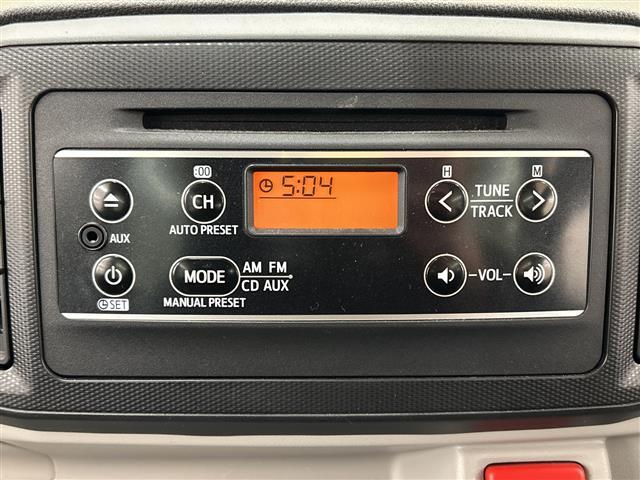 :00
H
M
5:04
CH
TUNE
TRACK
AUTO PRESET
AUX
MODE
AM FM
CD AUX
VOL
SET
MANUAL PRESET